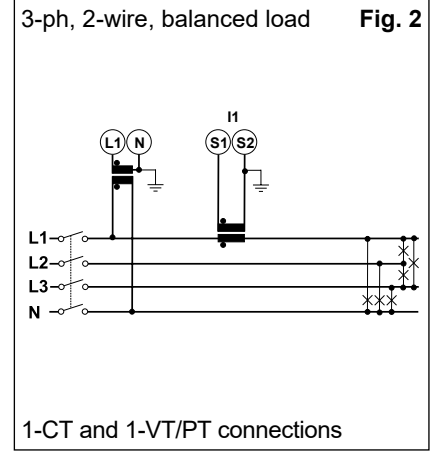 3-ph, 2-wire, balanced load Fig. 2
I1
L1 N S1 S2
L1
L2
L3
N
1-CT and 1-VT/PT connections